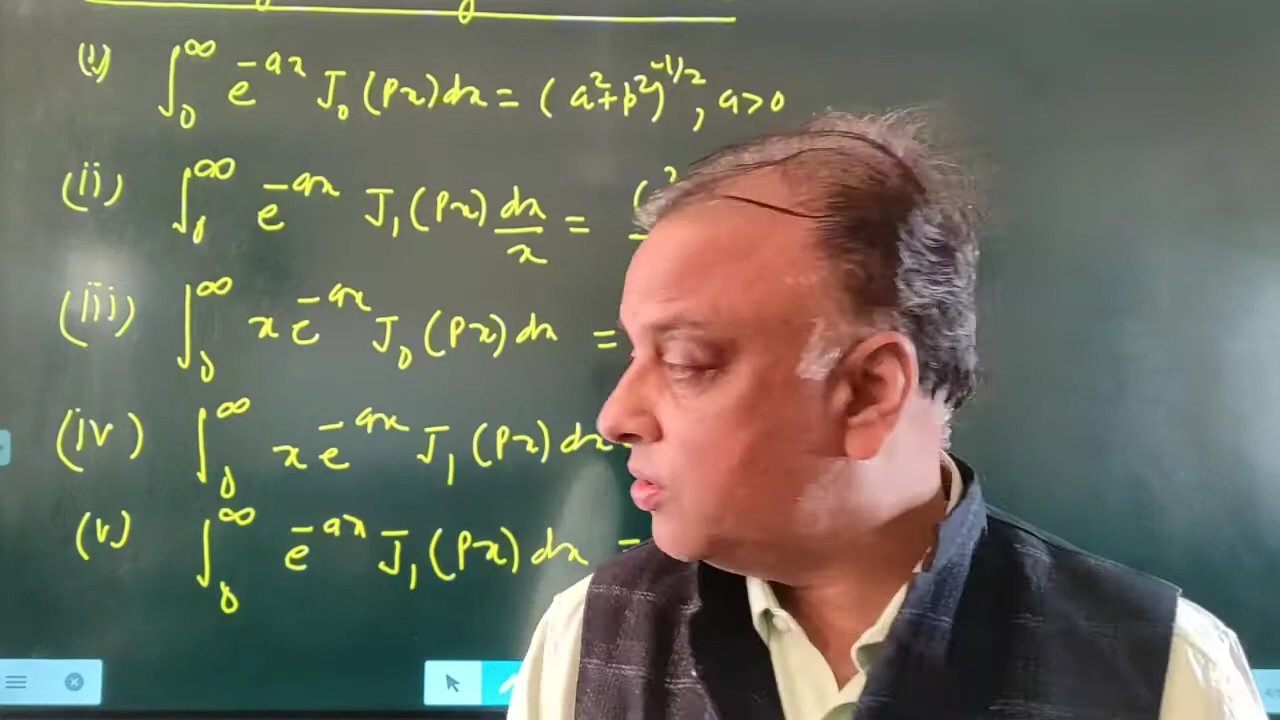 (i) ∫₀^∞ e^{-ax} J₀(px) dx = (a²+p²)^{-1/2}, a>0
(ii) ∫₀^∞ e^{-ax} J₁(px) dx/x =
(iii) ∫₀^∞ x e^{-ax} J₀(px) dx =
(iv) ∫₀^∞ x e^{-ax} J₁(px) dx =
(v) ∫₀^∞ e^{-ax} J₁(px) dx =